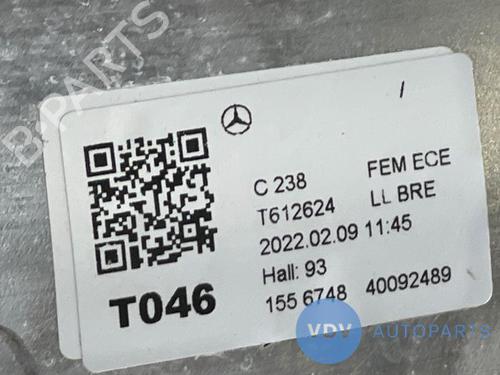 C 238 FEM ECE
T612624 LL BRE
2022.02.09 11:45
Hall: 93
T046
155 6748 40092489
B-PARTS
VDV AUTOPARTS